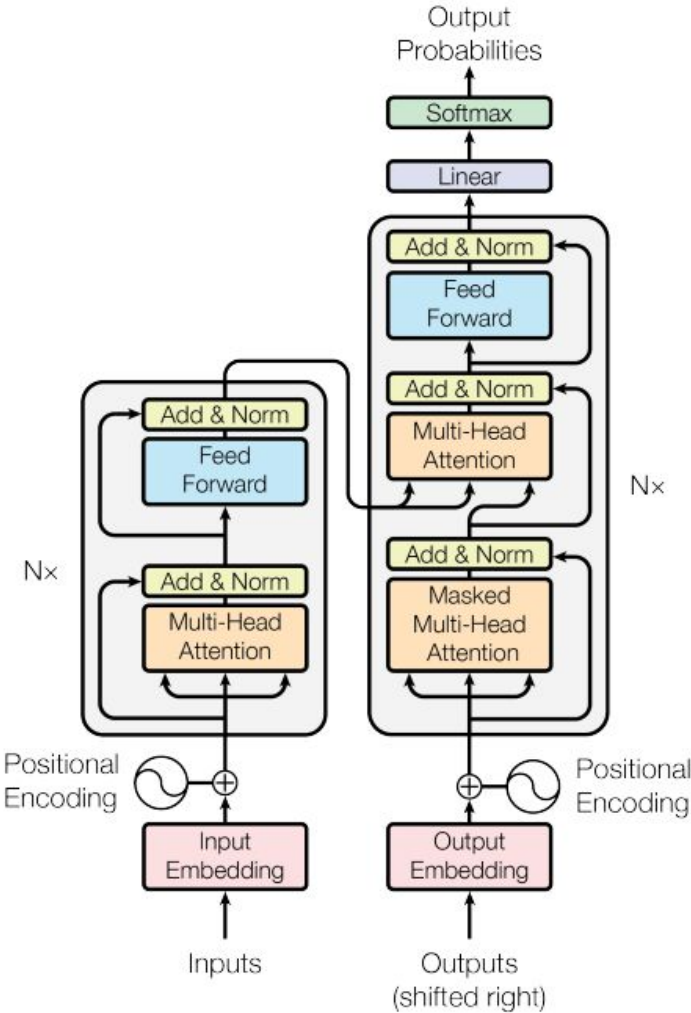 Output
Probabilities
Softmax
Linear
Add & Norm
Feed
Forward
Add & Norm
Multi-Head
Attention
Add & Norm
Masked
Multi-Head
Attention
Nx
Add & Norm
Feed
Forward
Add & Norm
Multi-Head
Attention
Nx
Positional
Encoding
Positional
Encoding
Input
Embedding
Output
Embedding
Inputs
Outputs
(shifted right)